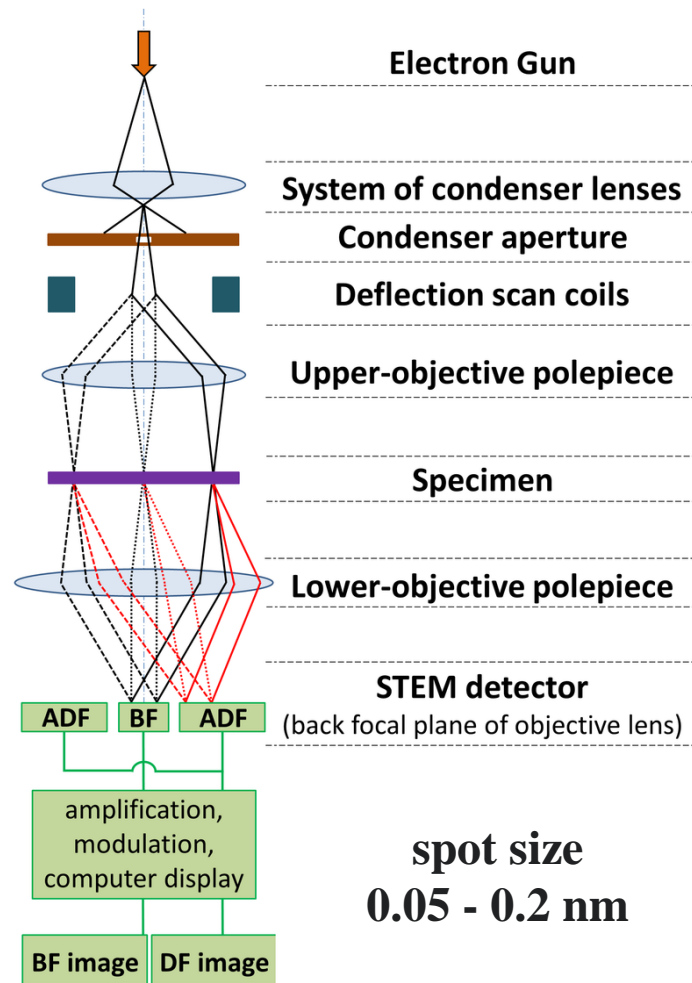 Electron Gun
System of condenser lenses
Condenser aperture
Deflection scan coils
Upper-objective polepiece
Specimen
Lower-objective polepiece
STEM detector
(back focal plane of objective lens)
ADF
BF
ADF
amplification,
modulation,
computer display
spot size
0.05 - 0.2 nm
BF image
DF image